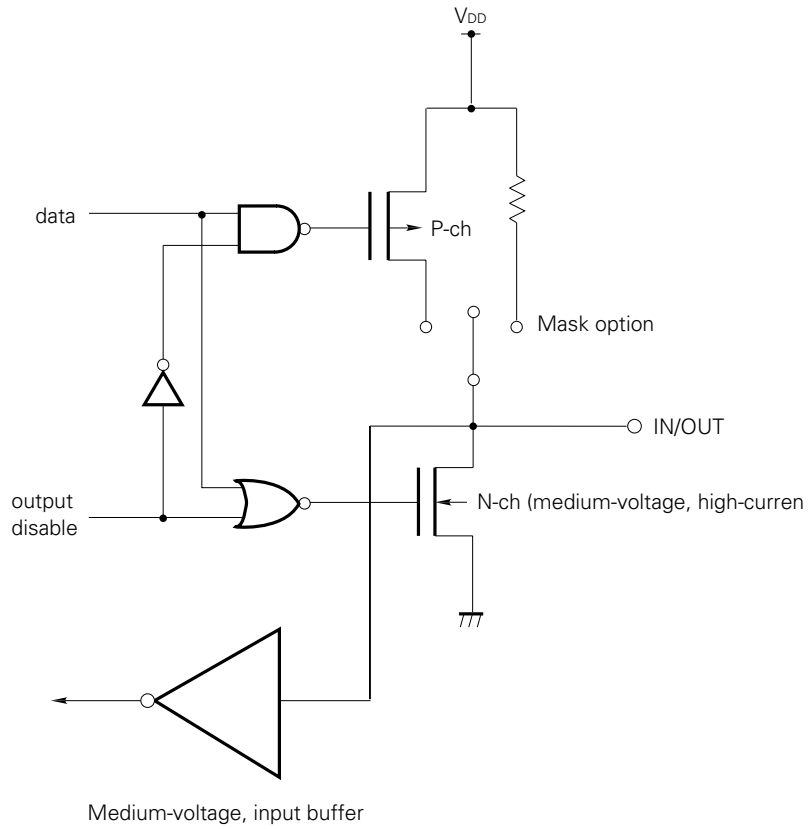 VDD
data
P-ch
Mask option
IN/OUT
output
disable
N-ch (medium-voltage, high-curren
Medium-voltage, input buffer